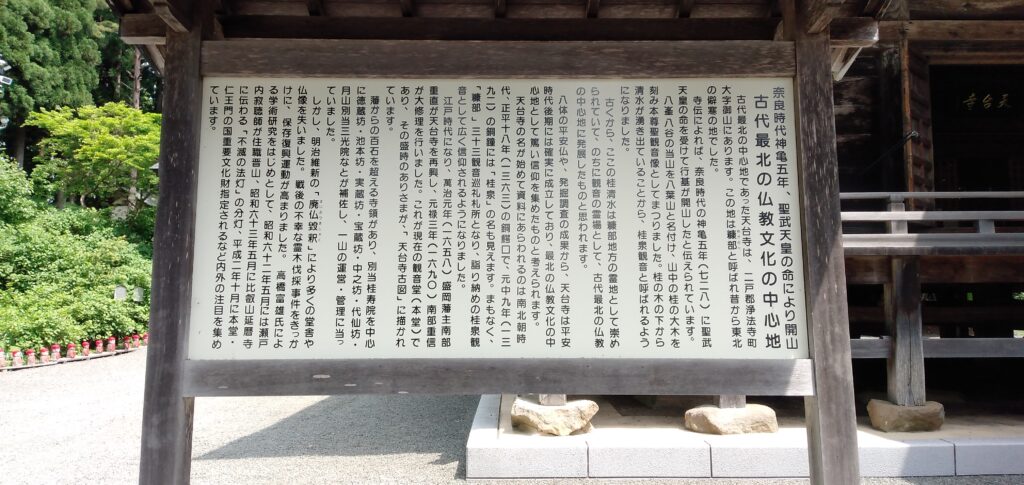 奈良時代神亀五年、聖武天皇の命により開山
古代最北の仏教文化の中心地
古代最北の中心地であった天台寺は、二戸郡浄法寺町
大字御山にあります。この地は糠部と呼ばれ昔から東北
の僻寒の地でした。
寺伝によれば、奈良時代の神亀五年(七二八)に聖武
天皇の命を受けて行基が開山したと伝えられています。
八峯八谷の当山を八葉山と名付け、山中の桂の大木を
刻み本尊聖観音像としてまつりました。桂の木の下から
清水が湧き出ていることから、桂泉観音と呼ばれるよう
になりました。
古くから、ここの桂清水は糠部地方の霊地として崇め
られていて、のちに観音の霊場として、古代最北の仏教
の中心地に発展したものと思われます。
八体の平安仏や、発掘調査の成果から、天台寺は平安
時代後期には確実に成立しており、最北の仏教文化の中
心地として篤い信仰を集めたものと考えられます。
天台寺の名が始めて資料にあらわれるのは南北朝時
代、正平十八年(一三六三)の銅鰐口で、元中九年(一三
九二)の銅鐘には「桂泉」の名も見えます。まもなく、
「糠部」三十三観音巡礼札所となり、詣り納めの桂泉観
音として広く信仰されるようになりました。
江戸時代になり、萬治元年(一六五八)盛岡藩主南部
重直が天台寺を再興し、元禄三年(一六九〇)南部重信
が大修理を行いました。これが現在の観音堂(本堂)で
あり、その盛時のありさまが、「天台寺古図」に描かれ
ています。
藩からの百石を超える寺領があり、別当桂寿院を中心
に徳蔵坊・池本坊・実蔵坊・宝蔵坊・中之坊・代仙坊・
月山別当三光院などが補佐し、一山の運営・管理に当っ
ていました。
しかし、明治維新の、「廃仏毀釈」により多くの堂舎や
仏像を失いました。戦後の不幸な霊木伐採事件をきっか
けに、保存復興運動が高まりました。 高橋富雄氏によ
る学術研究をはじめとして、昭和六十二年五月には瀬戸
内寂聴師が住職晋山、昭和六十三年五月に比叡山延暦寺
に伝わる「不滅の法灯」の分灯、平成二年十月に本堂・
仁王門の国重要文化財指定されるなど内外の注目を集め
ています。
天台寺